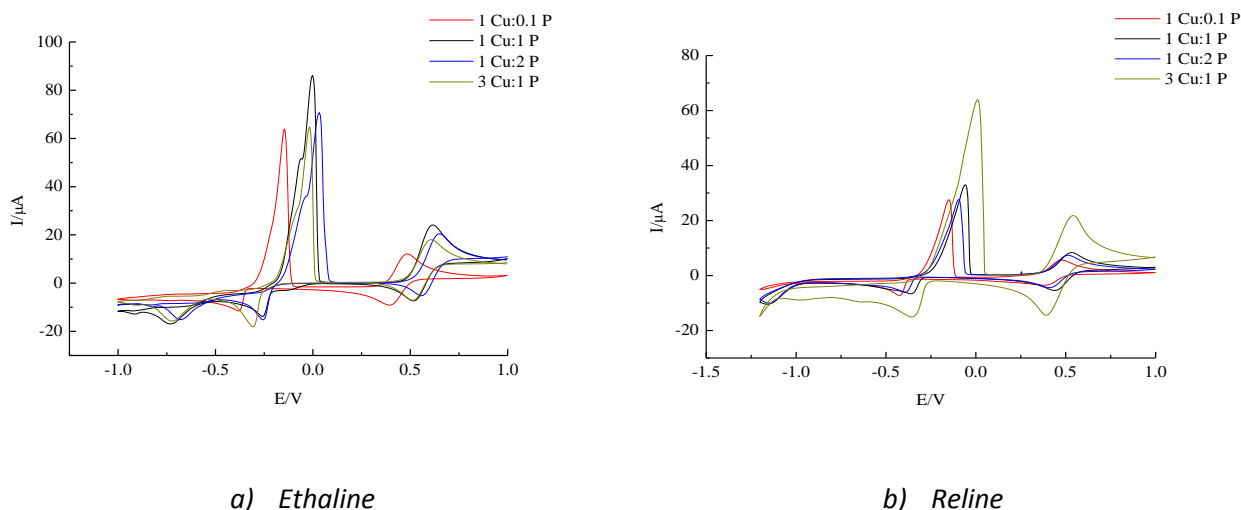 1 Cu:0.1 P
1 Cu:1 P
1 Cu:2 P
3 Cu:1 P
100
80
60
40
20
0
-20
I/μA
-1.0
-0.5
0.0
0.5
1.0
E/V
a) Ethaline
1 Cu:0.1 P
1 Cu:1 P
1 Cu:2 P
3 Cu:1 P
80
60
40
20
0
-20
I/μA
-1.5
-1.0
-0.5
0.0
0.5
1.0
E/V
b) Reline